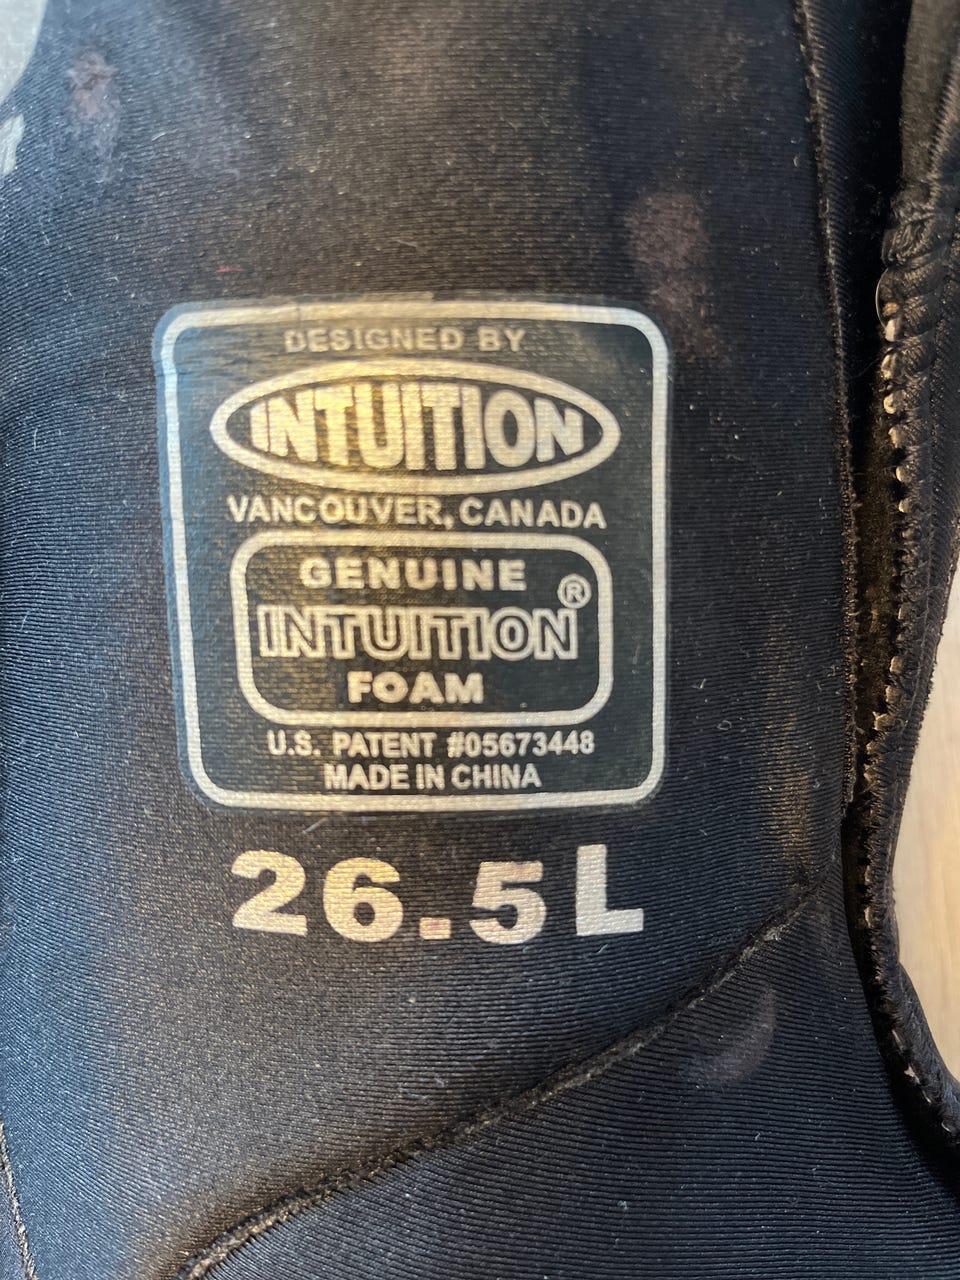 DESIGNED BY
INTUITION
VANCOUVER, CANADA
GENUINE
INTUITION®
FOAM
U.S. PATENT #05673448
MADE IN CHINA
26.5L